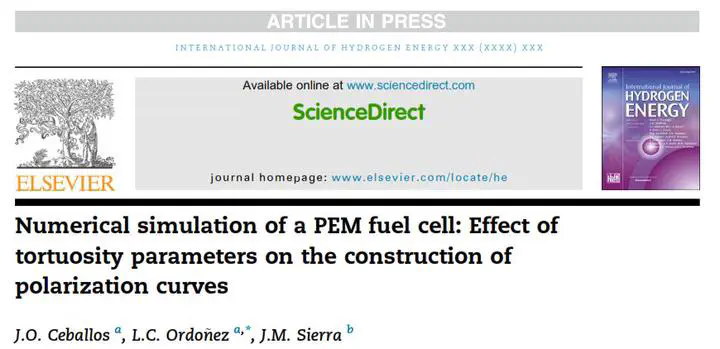 ARTICLE IN PRESS
INTERNATIONAL JOURNAL OF HYDROGEN ENERGY XXX (XXXX) XXX
Available online at www.sciencedirect.com
ScienceDirect
journal homepage: www.elsevier.com/locate/he
ELSEVIER
International Journal of
HYDROGEN
ENERGY
Numerical simulation of a PEM fuel cell: Effect of
tortuosity parameters on the construction of
polarization curves
J.O. Ceballos a, L.C. Ordoñez a,*, J.M. Sierra b